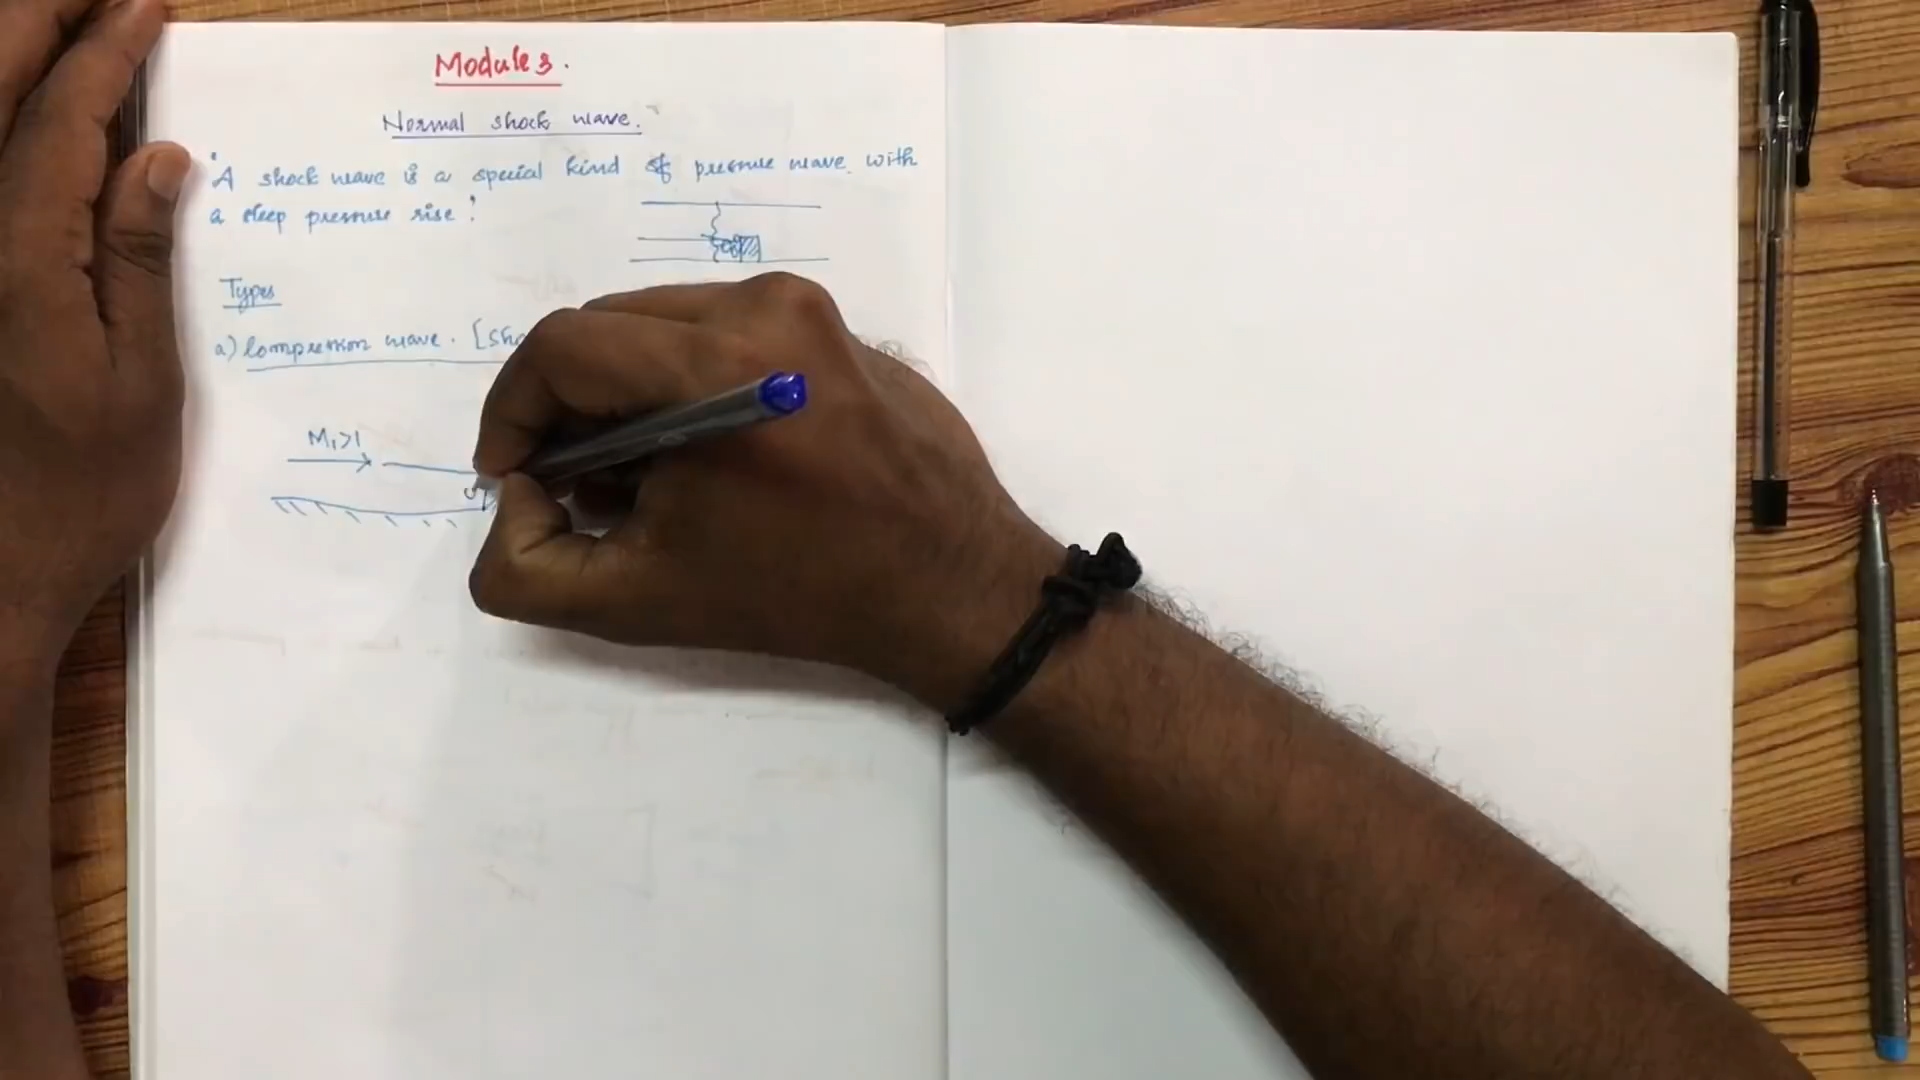 Module 3.
Normal shock wave.
"A shock wave is a special kind of pressure wave with
a steep pressure rise"
Types
a) Compression wave. [Sho
M₁>1